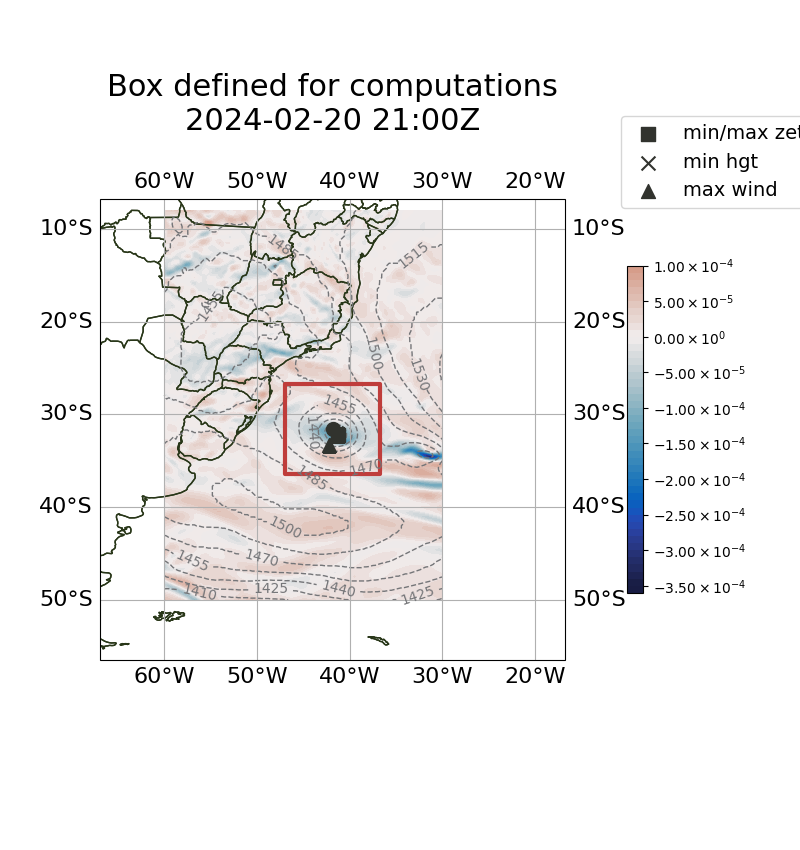 Box defined for computations
2024-02-20 21:00Z
min/max zet
min hgt
max wind
60°W 50°W 40°W 30°W 20°W
10°S 10°S
20°S 20°S
30°S 30°S
40°S 40°S
50°S 50°S
60°W 50°W 40°W 30°W 20°W
1485
1515
1455
1500
1530
1455
1440
1470
1485
1500
1455
1470
1410
1425
1440
1425
1.00 × 10⁻⁴
5.00 × 10⁻⁵
0.00 × 10⁰
−5.00 × 10⁻⁵
−1.00 × 10⁻⁴
−1.50 × 10⁻⁴
−2.00 × 10⁻⁴
−2.50 × 10⁻⁴
−3.00 × 10⁻⁴
−3.50 × 10⁻⁴